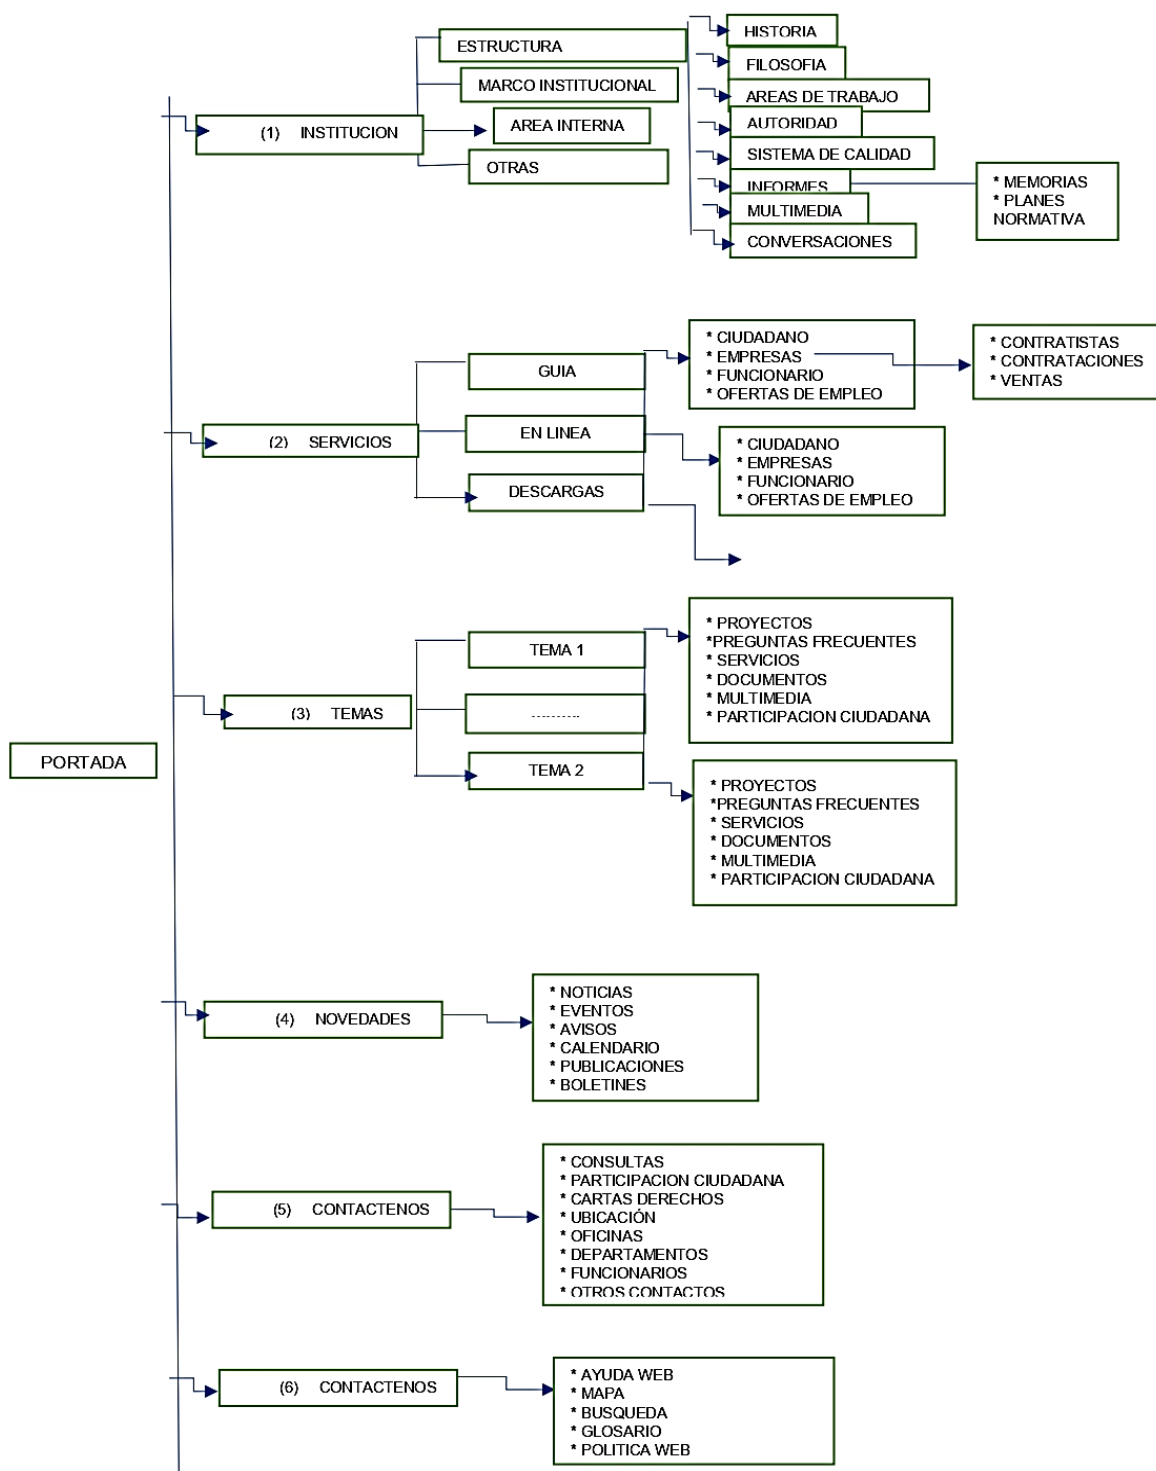 PORTADA
(1) INSTITUCION
ESTRUCTURA
MARCO INSTITUCIONAL
AREA INTERNA
OTRAS
HISTORIA
FILOSOFIA
AREAS DE TRABAJO
AUTORIDAD
SISTEMA DE CALIDAD
INFORMES
MULTIMEDIA
CONVERSACIONES
* MEMORIAS
* PLANES
NORMATIVA
(2) SERVICIOS
GUIA
EN LINEA
DESCARGAS
* CIUDADANO
* EMPRESAS
* FUNCIONARIO
* OFERTAS DE EMPLEO
* CONTRATISTAS
* CONTRATACIONES
* VENTAS
* CIUDADANO
* EMPRESAS
* FUNCIONARIO
* OFERTAS DE EMPLEO
(3) TEMAS
TEMA 1
..........
TEMA 2
* PROYECTOS
*PREGUNTAS FRECUENTES
* SERVICIOS
* DOCUMENTOS
* MULTIMEDIA
* PARTICIPACION CIUDADANA
* PROYECTOS
*PREGUNTAS FRECUENTES
* SERVICIOS
* DOCUMENTOS
* MULTIMEDIA
* PARTICIPACION CIUDADANA
(4) NOVEDADES
* NOTICIAS
* EVENTOS
* AVISOS
* CALENDARIO
* PUBLICACIONES
* BOLETINES
(5) CONTACTENOS
* CONSULTAS
* PARTICIPACION CIUDADANA
* CARTAS DERECHOS
* UBICACIÓN
* OFICINAS
* DEPARTAMENTOS
* FUNCIONARIOS
* OTROS CONTACTOS
(6) CONTACTENOS
* AYUDA WEB
* MAPA
* BUSQUEDA
* GLOSARIO
* POLITICA WEB